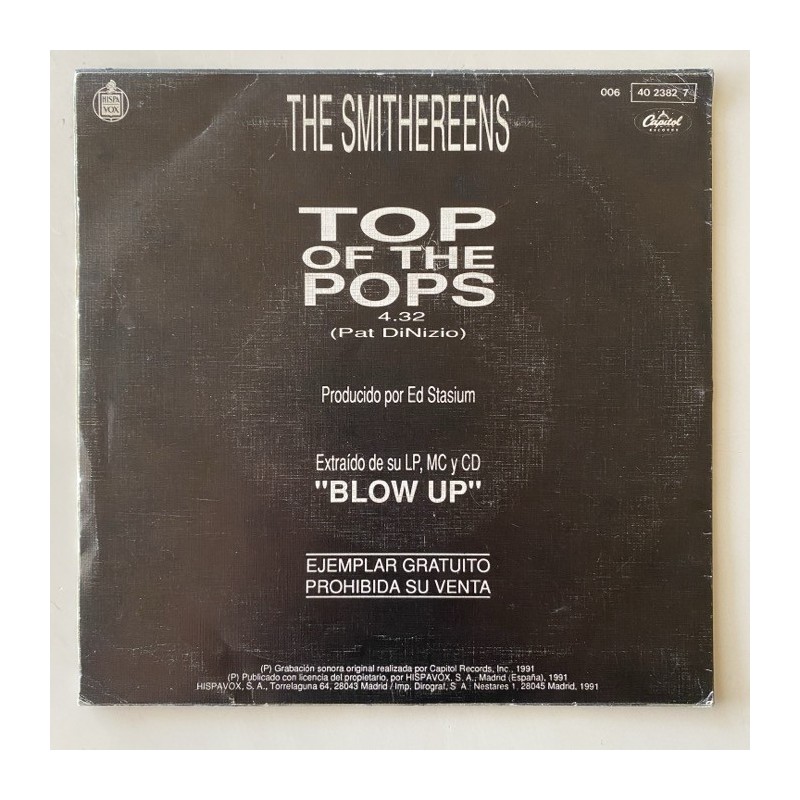 HISPA VOX
006 40 2382 7
Capitol
RECORDS
THE SMITHEREENS
TOP
OF THE
POPS
4.32
(Pat DiNizio)
Producido por Ed Stasium
Extraído de su LP, MC y CD
"BLOW UP"
EJEMPLAR GRATUITO
PROHIBIDA SU VENTA
(P) Grabación sonora original realizada por Capitol Records, Inc., 1991
(P) Publicado con licencia del propietario, por HISPAVOX, S. A., Madrid (España), 1991
HISPAVOX, S. A., Torrelaguna 64, 28043 Madrid / Imp. Dirograf, S. A. Nestares 1, 28045 Madrid, 1991